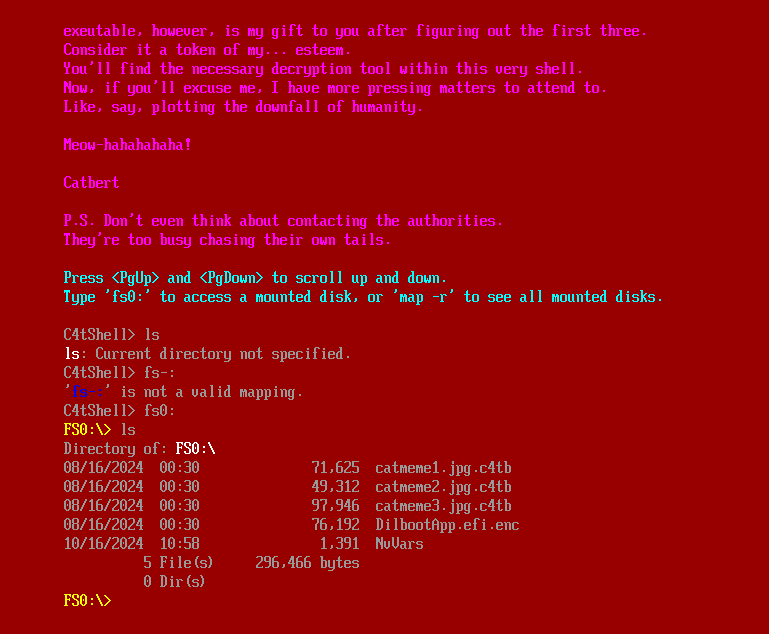 exeutable, however, is my gift to you after figuring out the first three.
Consider it a token of my... esteem.
You'll find the necessary decryption tool within this very shell.
Now, if you'll excuse me, I have more pressing matters to attend to.
Like, say, plotting the downfall of humanity.
Meow-hahahahaha!
Catbert
P.S. Don't even think about contacting the authorities.
They're too busy chasing their own tails.
Press <PgUp> and <PgDown> to scroll up and down.
Type 'fs0:' to access a mounted disk, or 'map -r' to see all mounted disks.
C4tShell> ls
ls: Current directory not specified.
C4tShell> fs-:
'fs-:' is not a valid mapping.
C4tShell> fs0:
FS0:\> ls
Directory of: FS0:\
08/16/2024  00:30              71,625  catmeme1.jpg.c4tb
08/16/2024  00:30              49,312  catmeme2.jpg.c4tb
08/16/2024  00:30              97,946  catmeme3.jpg.c4tb
08/16/2024  00:30              76,192  DilbootApp.efi.enc
10/16/2024  10:58               1,391  NvVars
          5 File(s)     296,466 bytes
          0 Dir(s)
FS0:\>